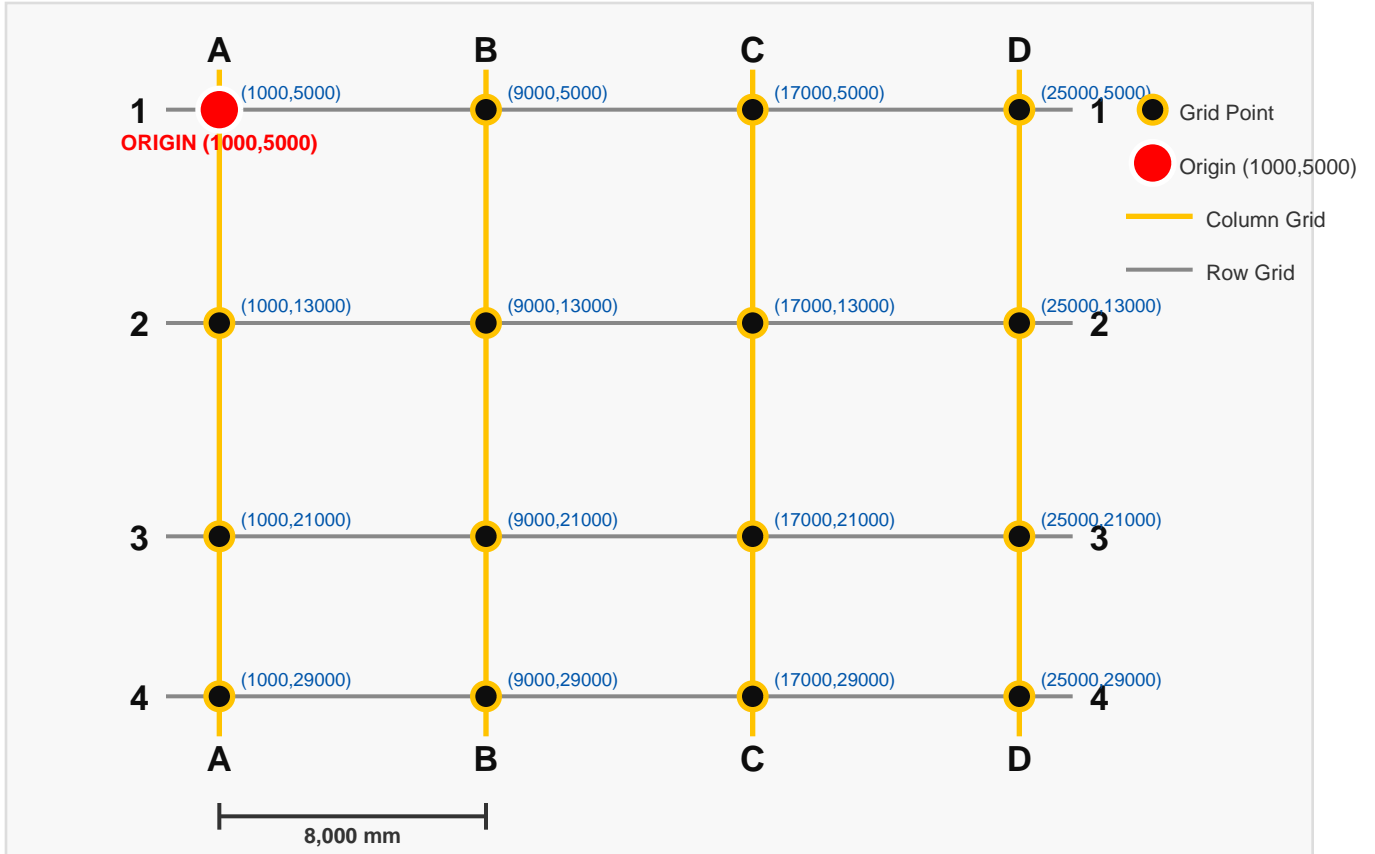 A B C D
1 (1000,5000) (9000,5000) (17000,5000) (25000,5000) 1 Grid Point
ORIGIN (1000,5000)
Origin (1000,5000)
Column Grid
Row Grid
2 (1000,13000) (9000,13000) (17000,13000) (25000,13000) 2
3 (1000,21000) (9000,21000) (17000,21000) (25000,21000) 3
4 (1000,29000) (9000,29000) (17000,29000) (25000,29000) 4
A B C D
8,000 mm